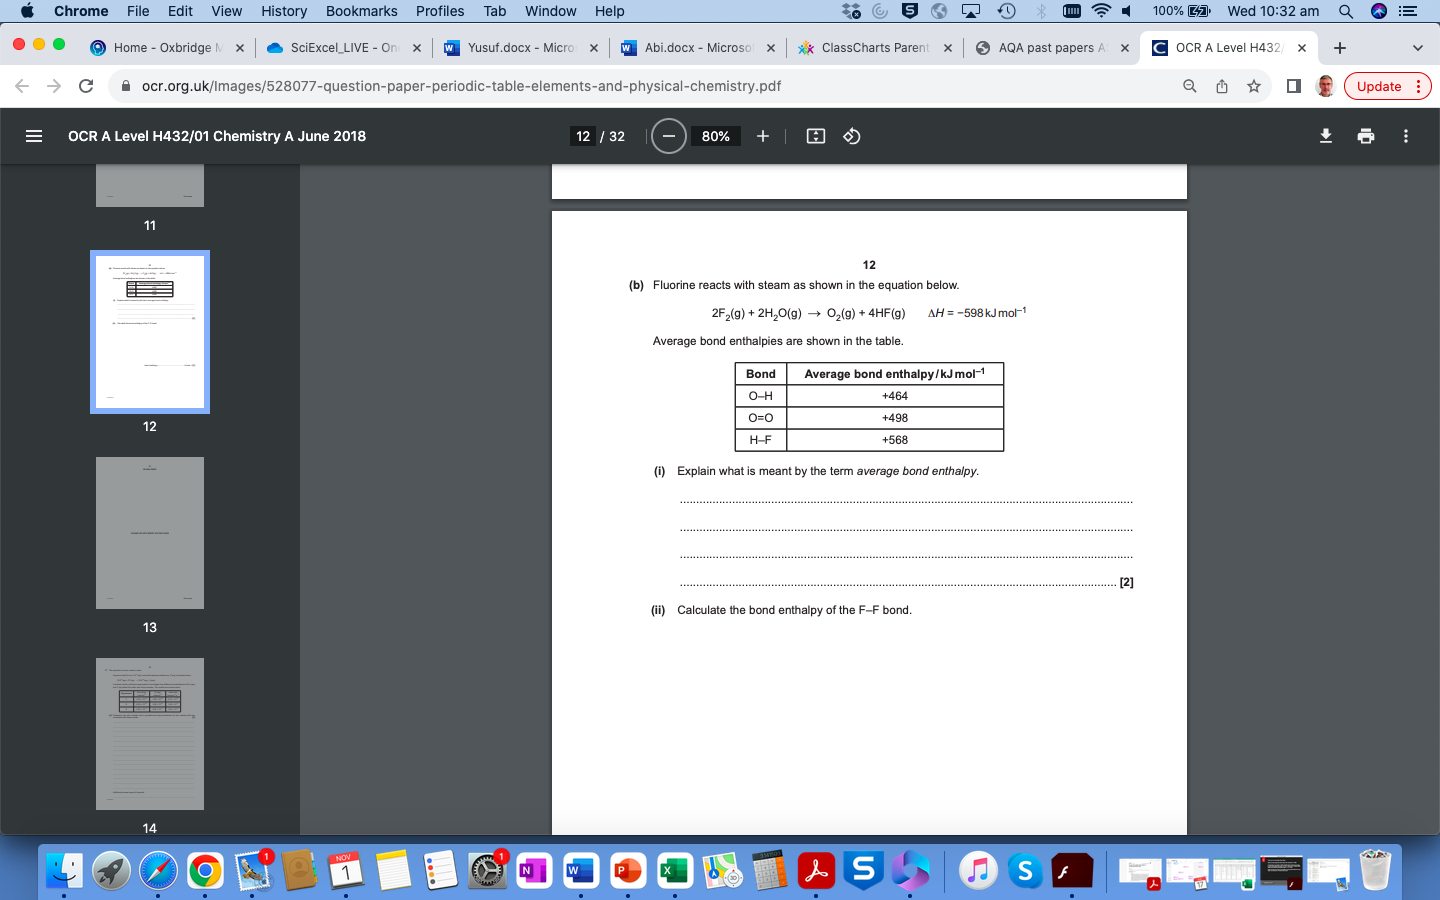 Chrome File Edit View History Bookmarks Profiles Tab Window Help 100% Wed 10:32 am
Home - Oxbridge M SciExcel_LIVE - On Yusuf.docx - Micros Abi.docx - Microso ClassCharts Parent AQA past papers A OCR A Level H432/
ocr.org.uk/Images/528077-question-paper-periodic-table-elements-and-physical-chemistry.pdf Update
OCR A Level H432/01 Chemistry A June 2018 12 / 32 80%
11
12
13
14
12
(b) Fluorine reacts with steam as shown in the equation below.
2F₂(g) + 2H₂O(g) → O₂(g) + 4HF(g) ΔH = −598 kJ mol⁻¹
Average bond enthalpies are shown in the table.
Bond Average bond enthalpy / kJ mol⁻¹
O–H +464
O=O +498
H–F +568
(i) Explain what is meant by the term average bond enthalpy.
[2]
(ii) Calculate the bond enthalpy of the F–F bond.
1
NOV
1
1